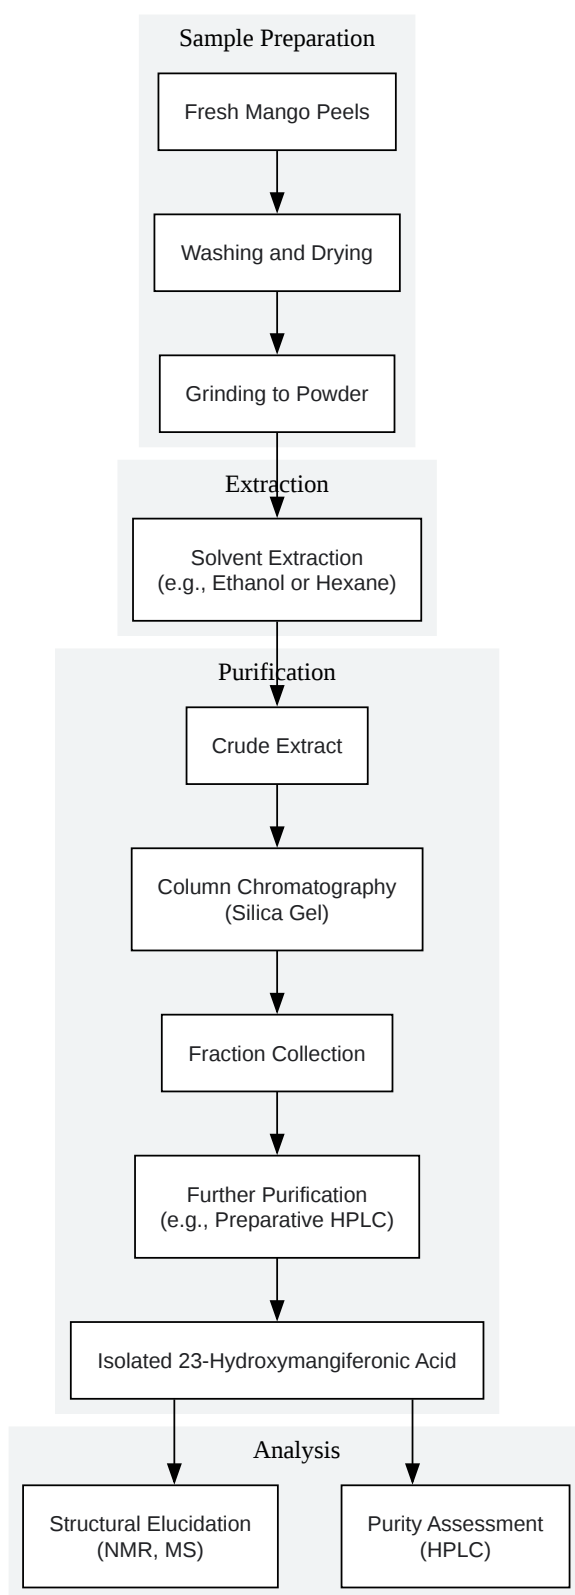 Sample Preparation
Fresh Mango Peels
Washing and Drying
Grinding to Powder
Extraction
Solvent Extraction
(e.g., Ethanol or Hexane)
Purification
Crude Extract
Column Chromatography
(Silica Gel)
Fraction Collection
Further Purification
(e.g., Preparative HPLC)
Isolated 23-Hydroxymangiferonic Acid
Analysis
Structural Elucidation
(NMR, MS)
Purity Assessment
(HPLC)